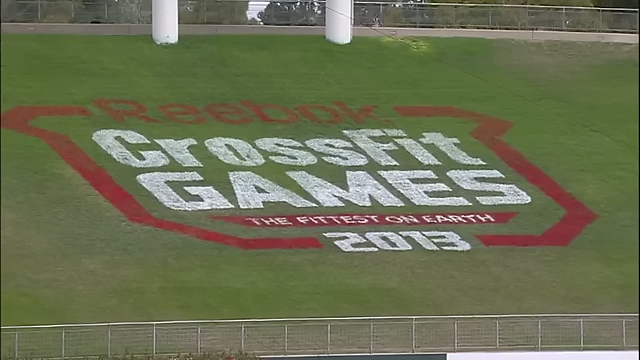 Reebok
CrossFit
GAMES
THE FITTEST ON EARTH
2013